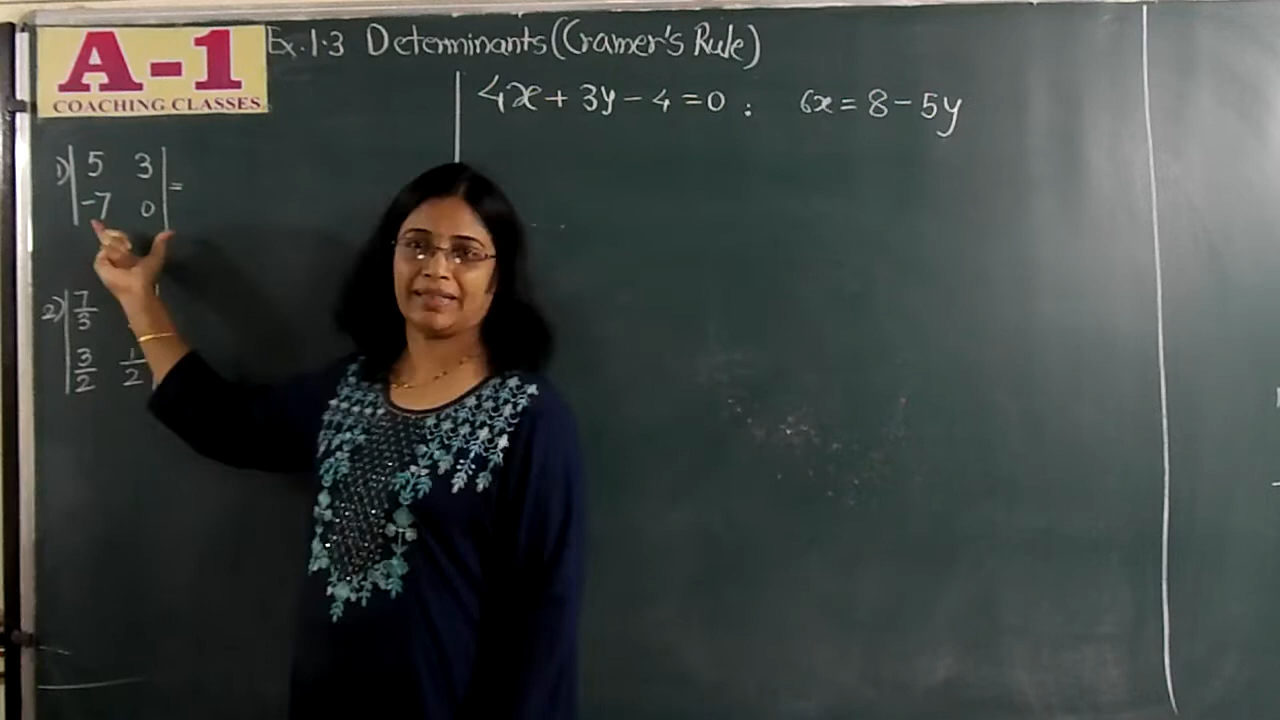 A-1
COACHING CLASSES
Ex. 1.3 Determinants (Cramer's Rule)
4x + 3y - 4 = 0 ; 6x = 8 - 5y
1) | 5 3 |
| -7 0 | =
2) | 7/3
| 3/2 1/2